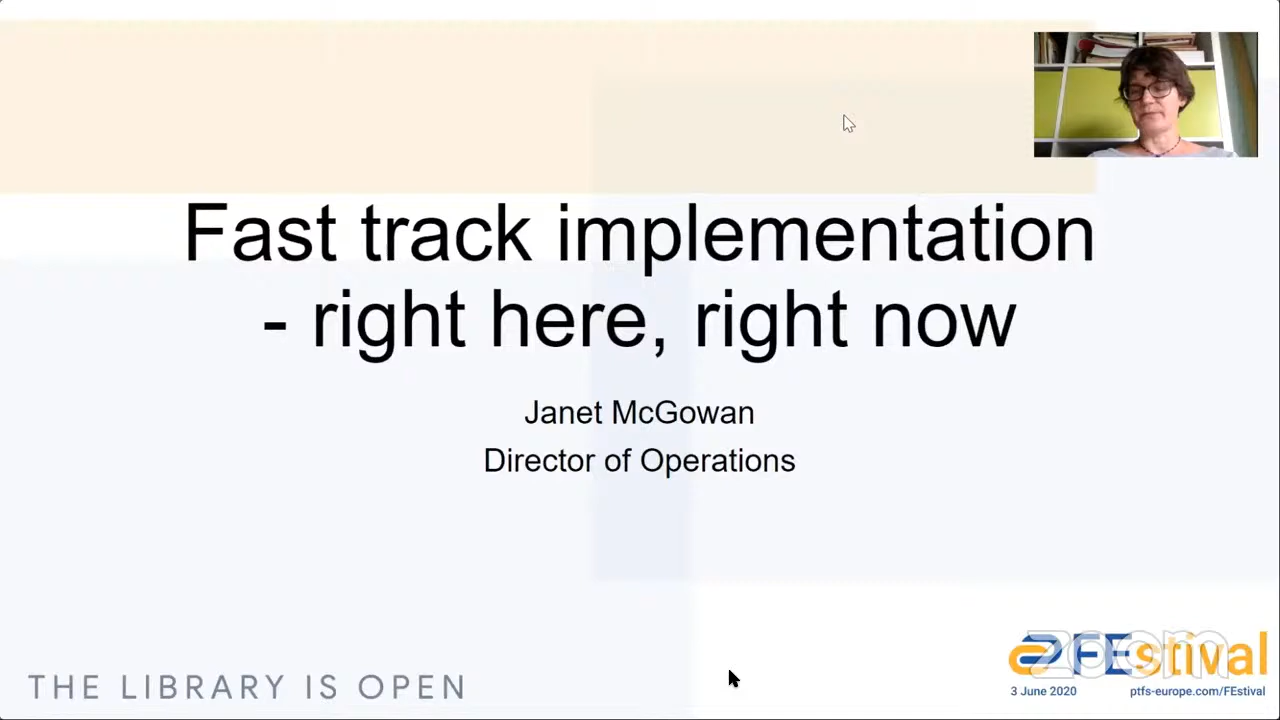 Fast track implementation
- right here, right now
Janet McGowan
Director of Operations
THE LIBRARY IS OPEN
FEstival
zoom
3 June 2020
ptfs-europe.com/FEstival